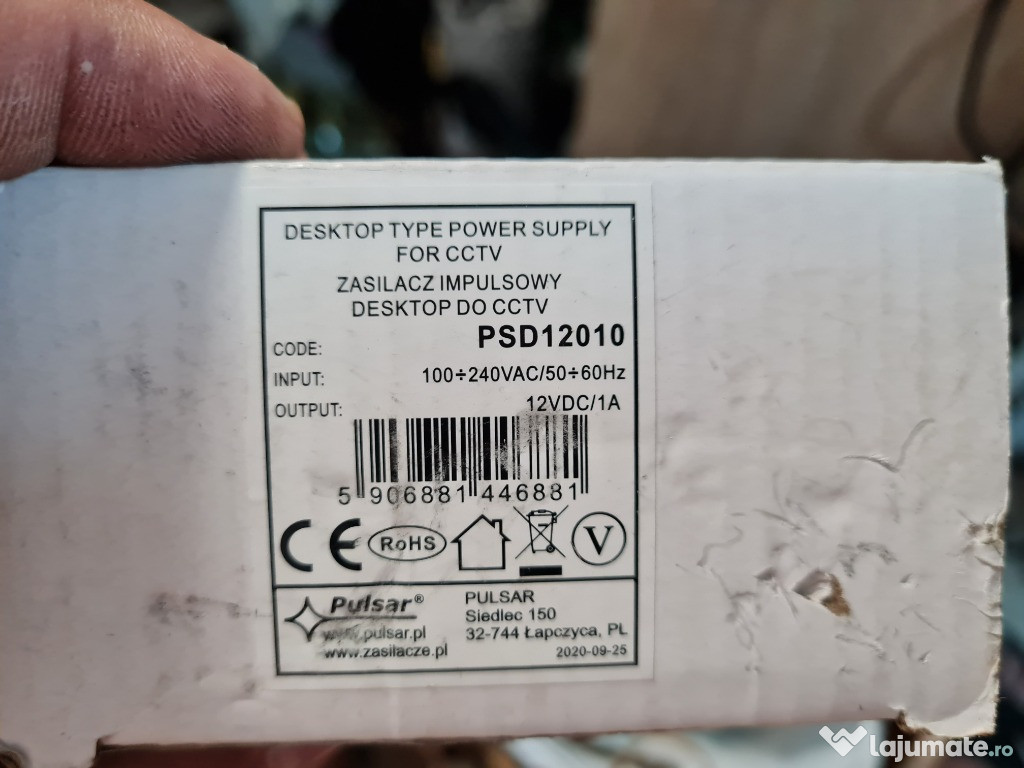 DESKTOP TYPE POWER SUPPLY
FOR CCTV
ZASILACZ IMPULSOWY
DESKTOP DO CCTV
CODE: PSD12010
INPUT: 100÷240VAC/50÷60Hz
OUTPUT: 12VDC/1A
5 906881 446881
CE RoHS V
Pulsar®
www.pulsar.pl
www.zasilacze.pl
PULSAR
Siedlec 150
32-744 Łapczyca, PL
2020-09-25
lajumate.ro